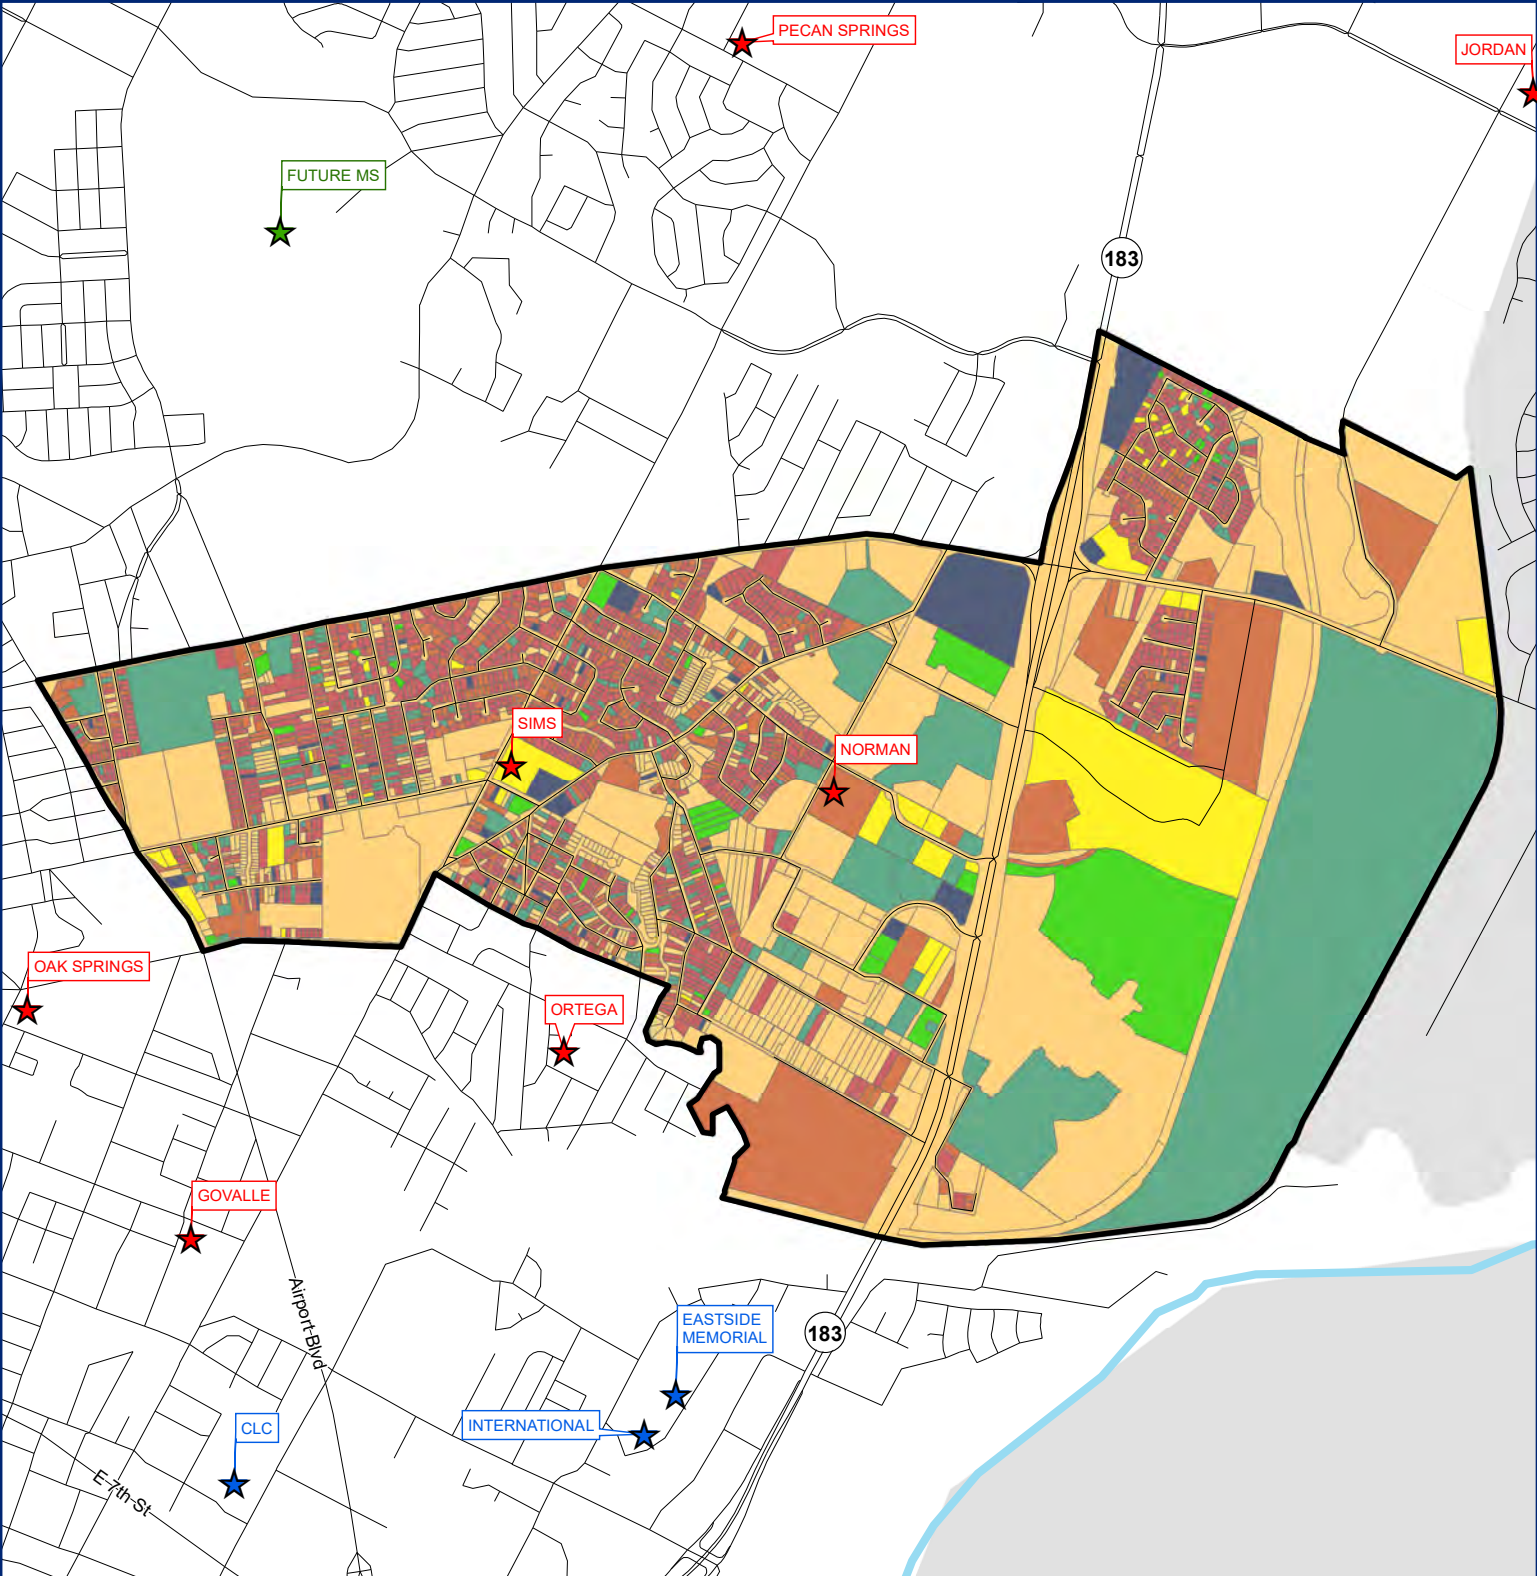 PECAN SPRINGS
JORDAN
FUTURE MS
183
SIMS
NORMAN
OAK SPRINGS
ORTEGA
GOVALLE
Airport Blvd
EASTSIDE
MEMORIAL
183
INTERNATIONAL
CLC
E 7th St